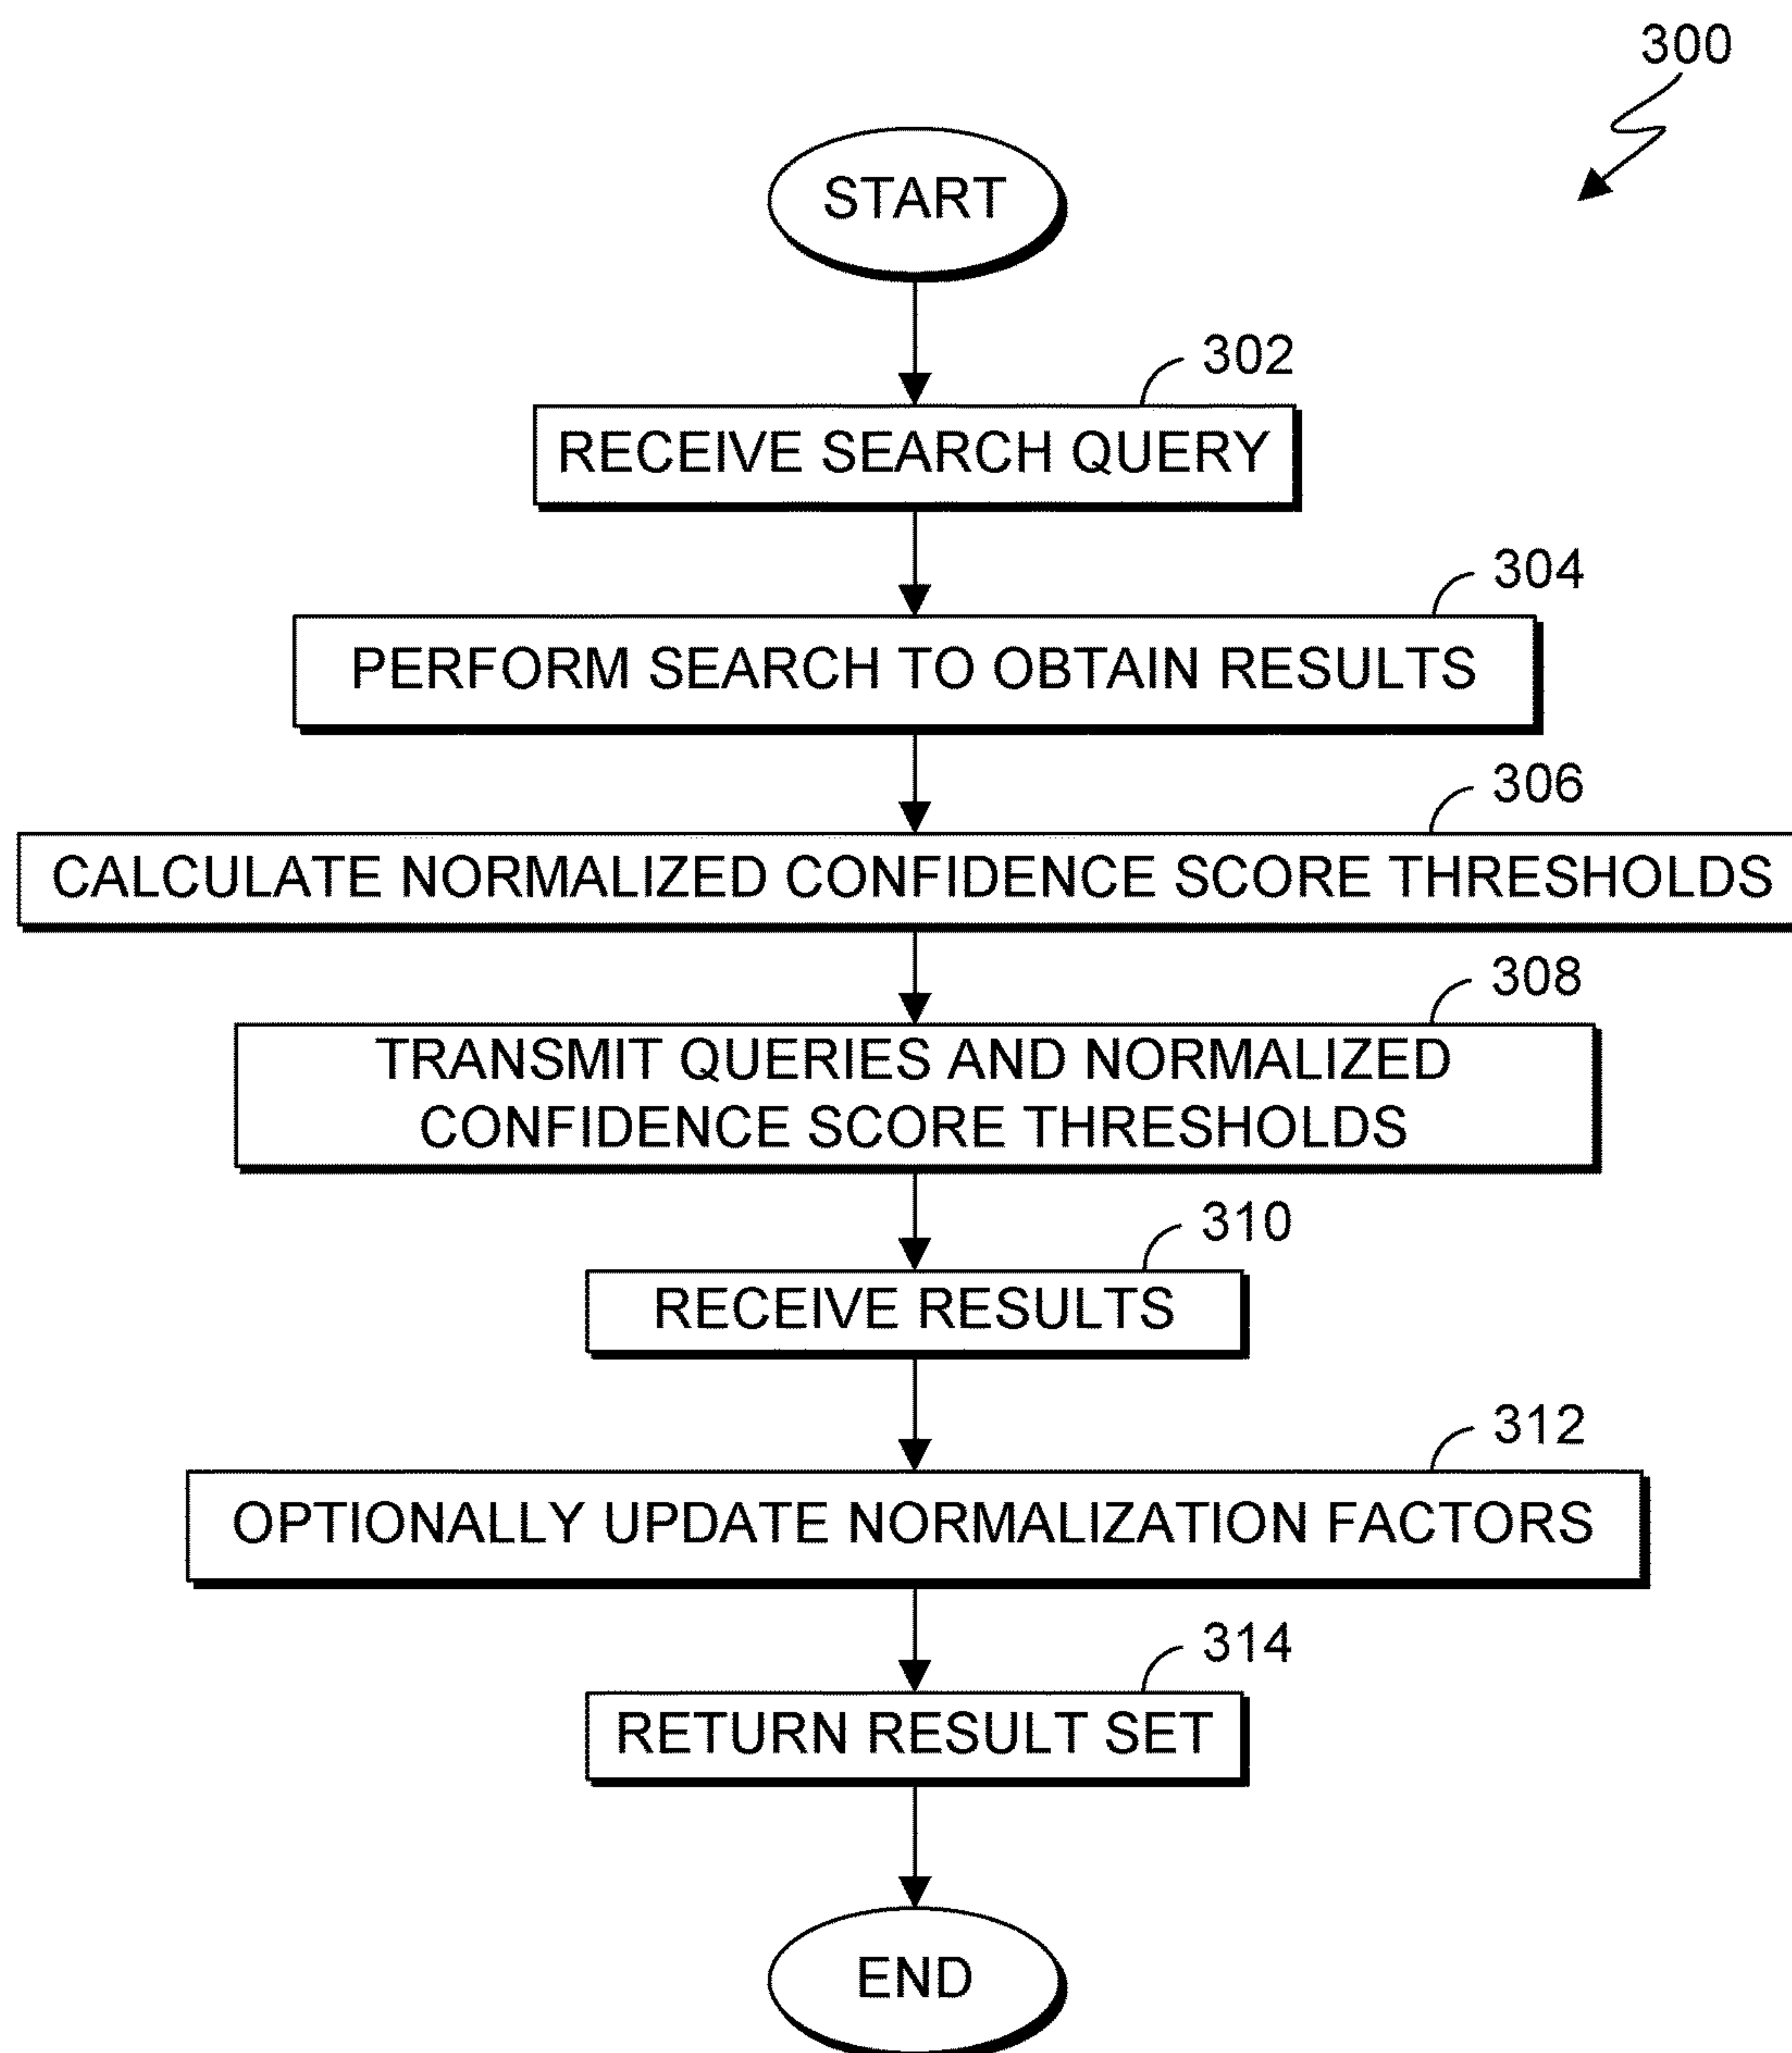 300
START
302
RECEIVE SEARCH QUERY
304
PERFORM SEARCH TO OBTAIN RESULTS
306
CALCULATE NORMALIZED CONFIDENCE SCORE THRESHOLDS
308
TRANSMIT QUERIES AND NORMALIZED
CONFIDENCE SCORE THRESHOLDS
310
RECEIVE RESULTS
312
OPTIONALLY UPDATE NORMALIZATION FACTORS
314
RETURN RESULT SET
END